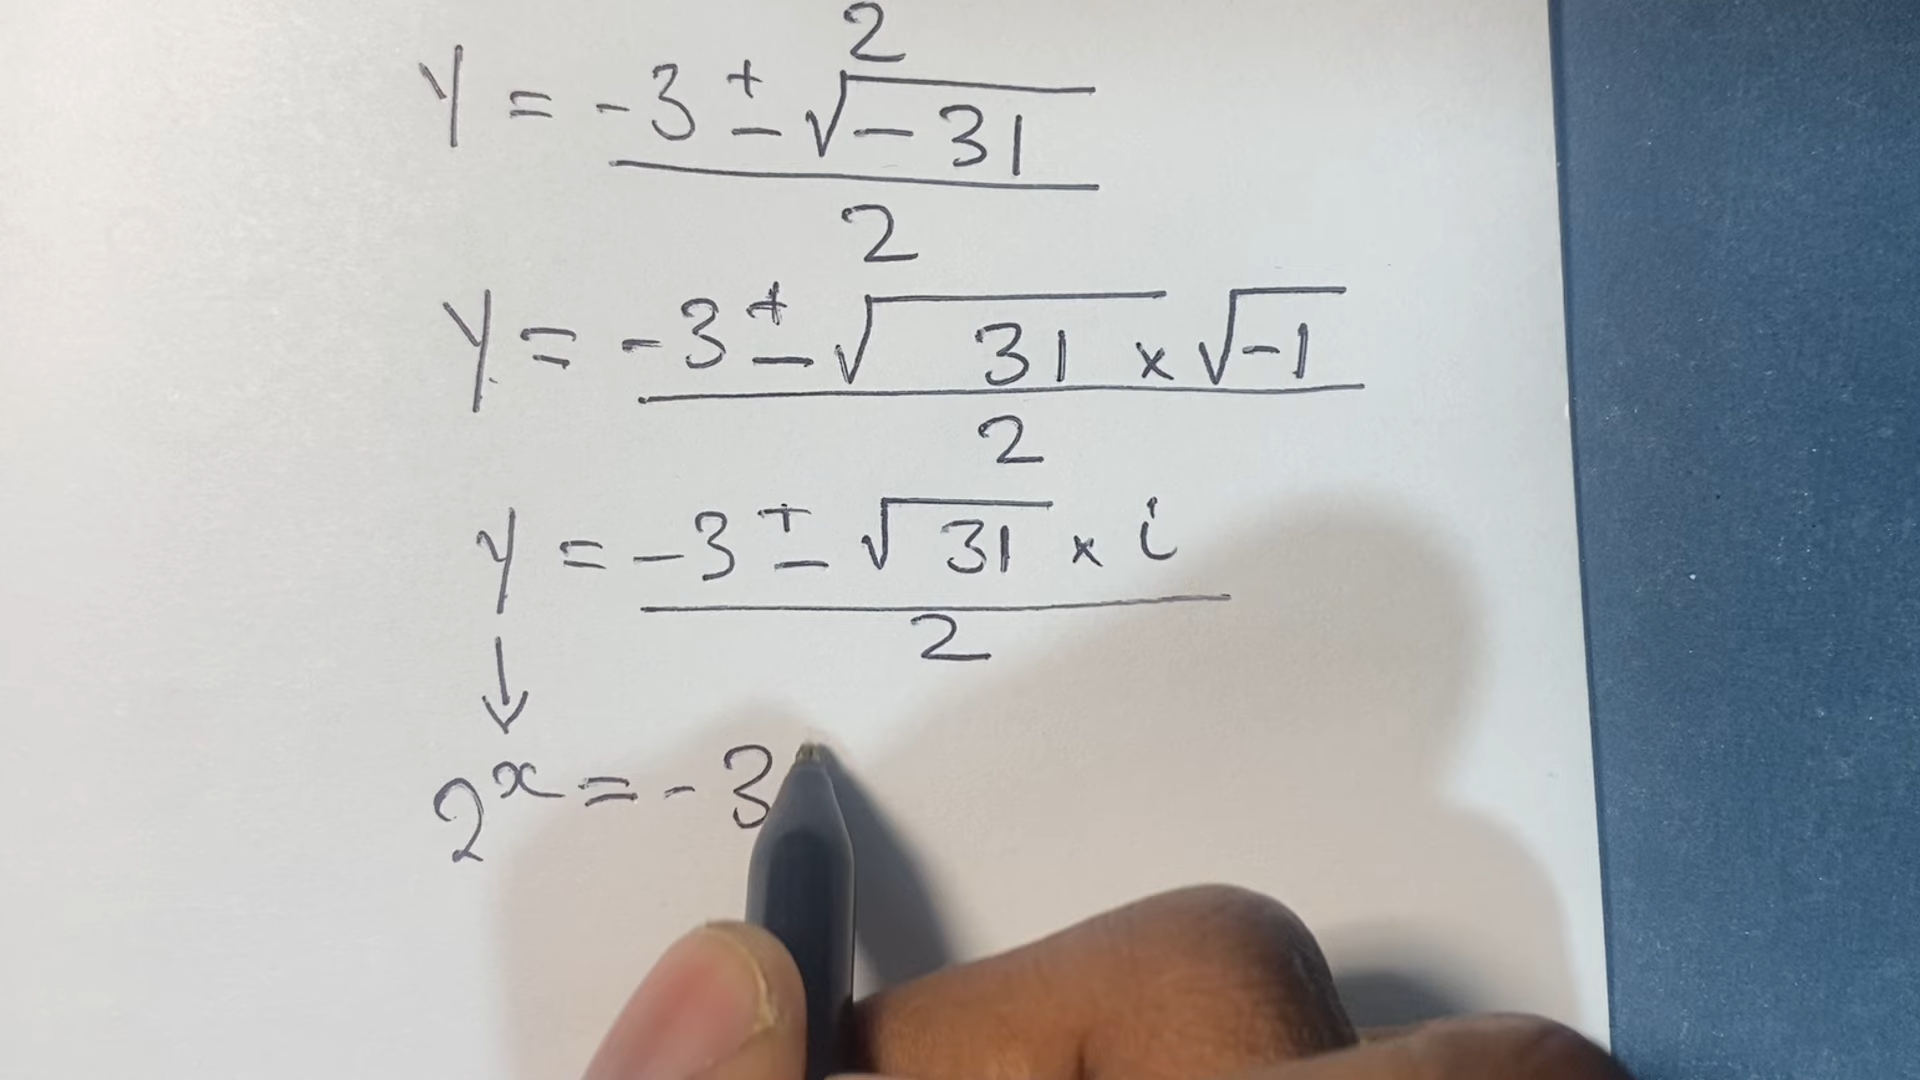 2
y = -3 ± √-31
2
y = -3 ± √31 x √-1
2
y = -3 ± √31 x i
2
↓
2^x = -3